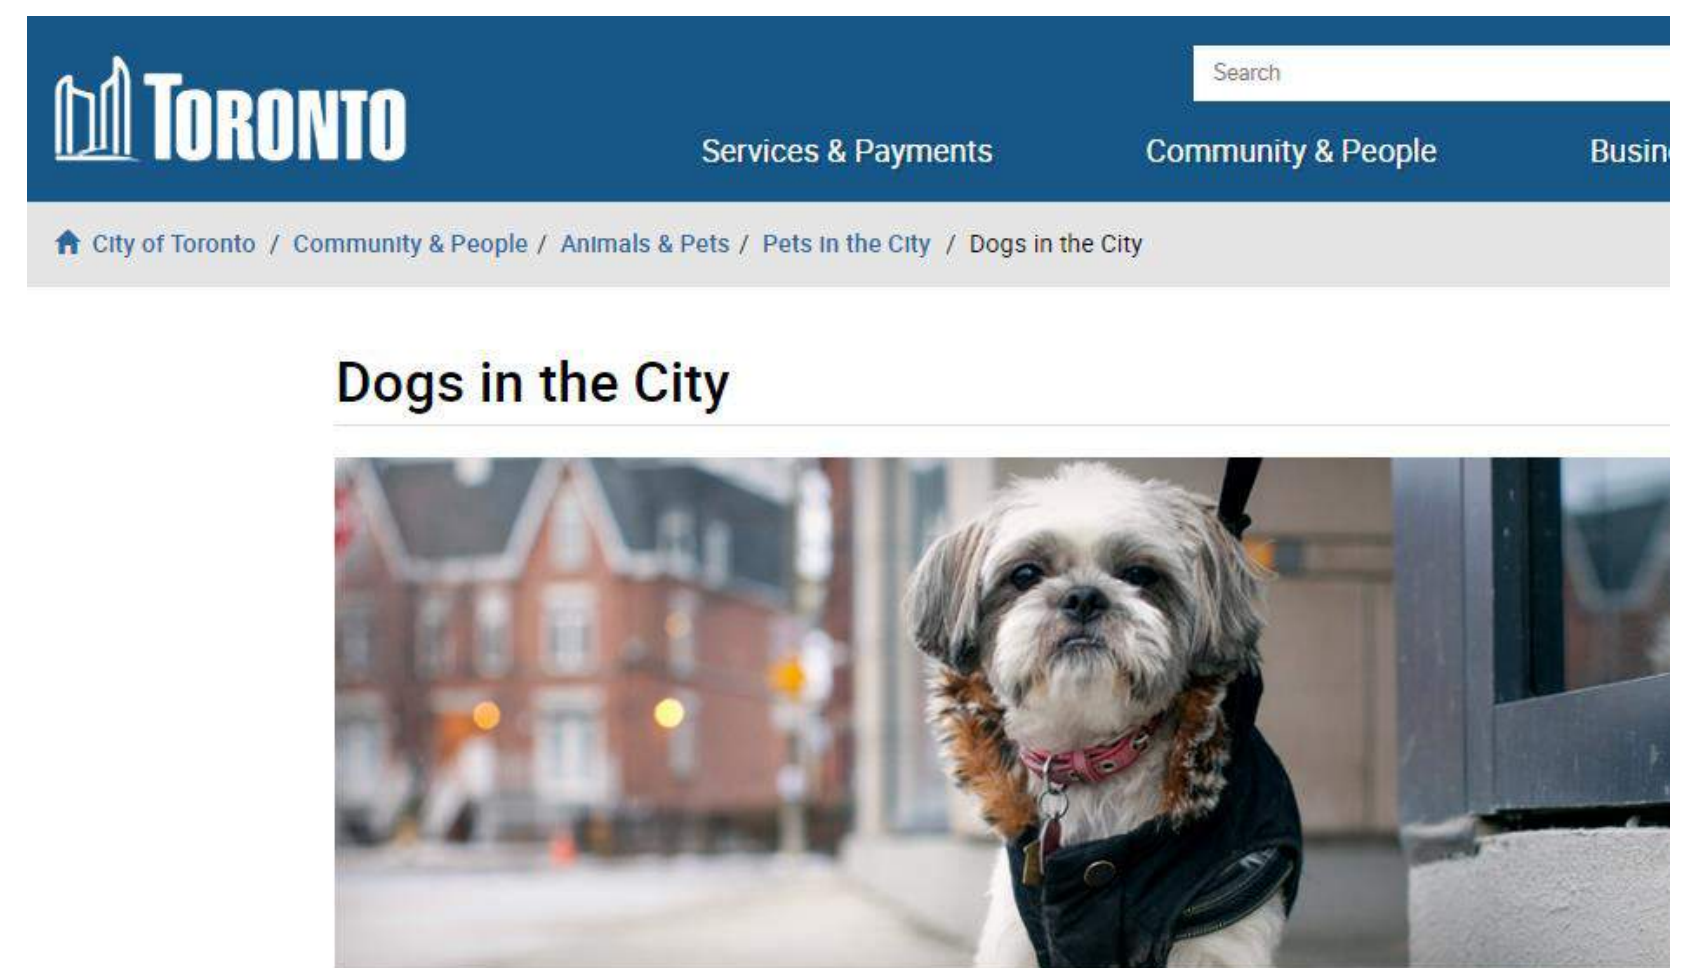 TORONTO
Search
Services & Payments
Community & People
Busin
City of Toronto / Community & People / Animals & Pets / Pets in the City / Dogs in the City
Dogs in the City